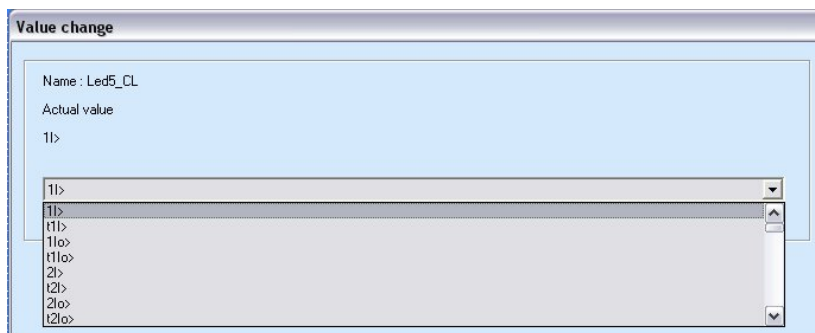 Value change
Name : Led5_CL
Actual value
1I>
1I>
1I>
t1I>
1Io>
t1Io>
2I>
t2I>
2Io>
t2Io>